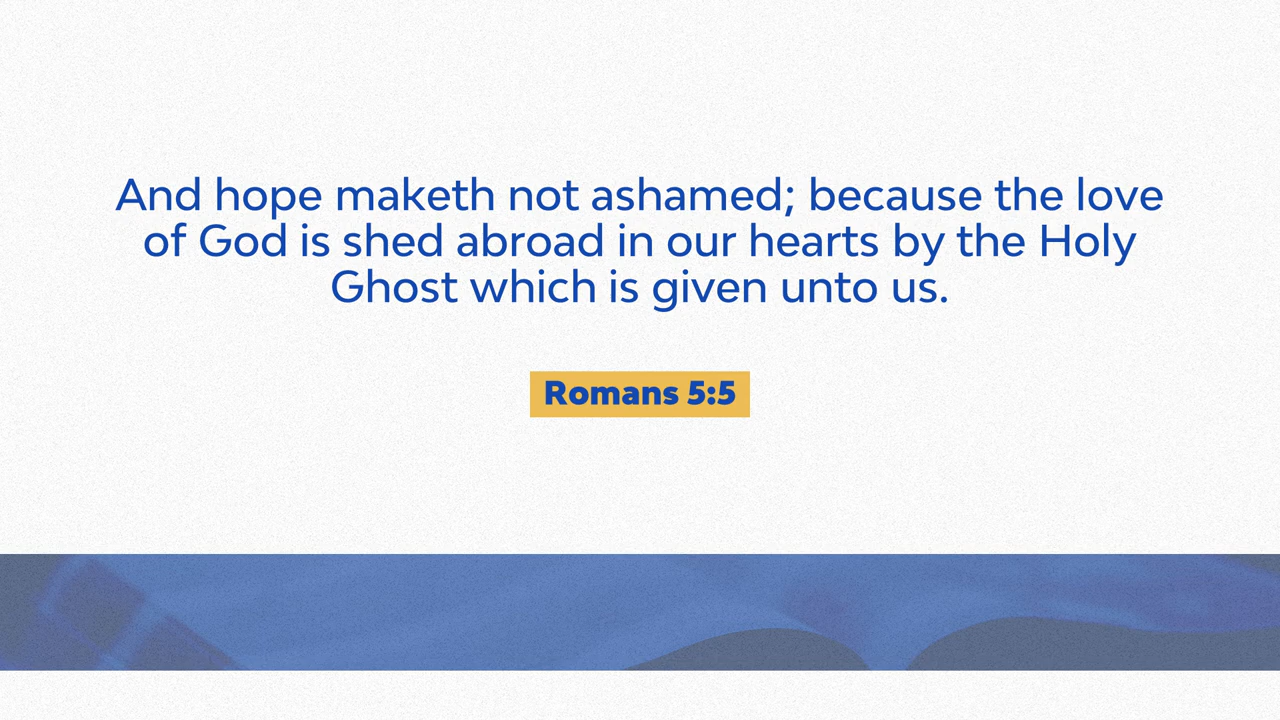 And hope maketh not ashamed; because the love
of God is shed abroad in our hearts by the Holy
Ghost which is given unto us.
Romans 5:5